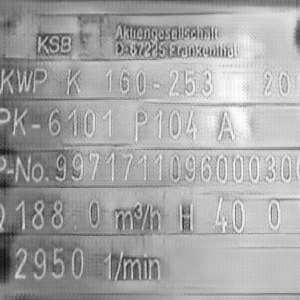 KSB Aktiengesellschaft
D-67225 Frankenthal
KWP K 160-253 20
PK-6101 P104 A
P-No. 9971711096000300
Q 188.0 m³/h H 40 0
2950 1/min